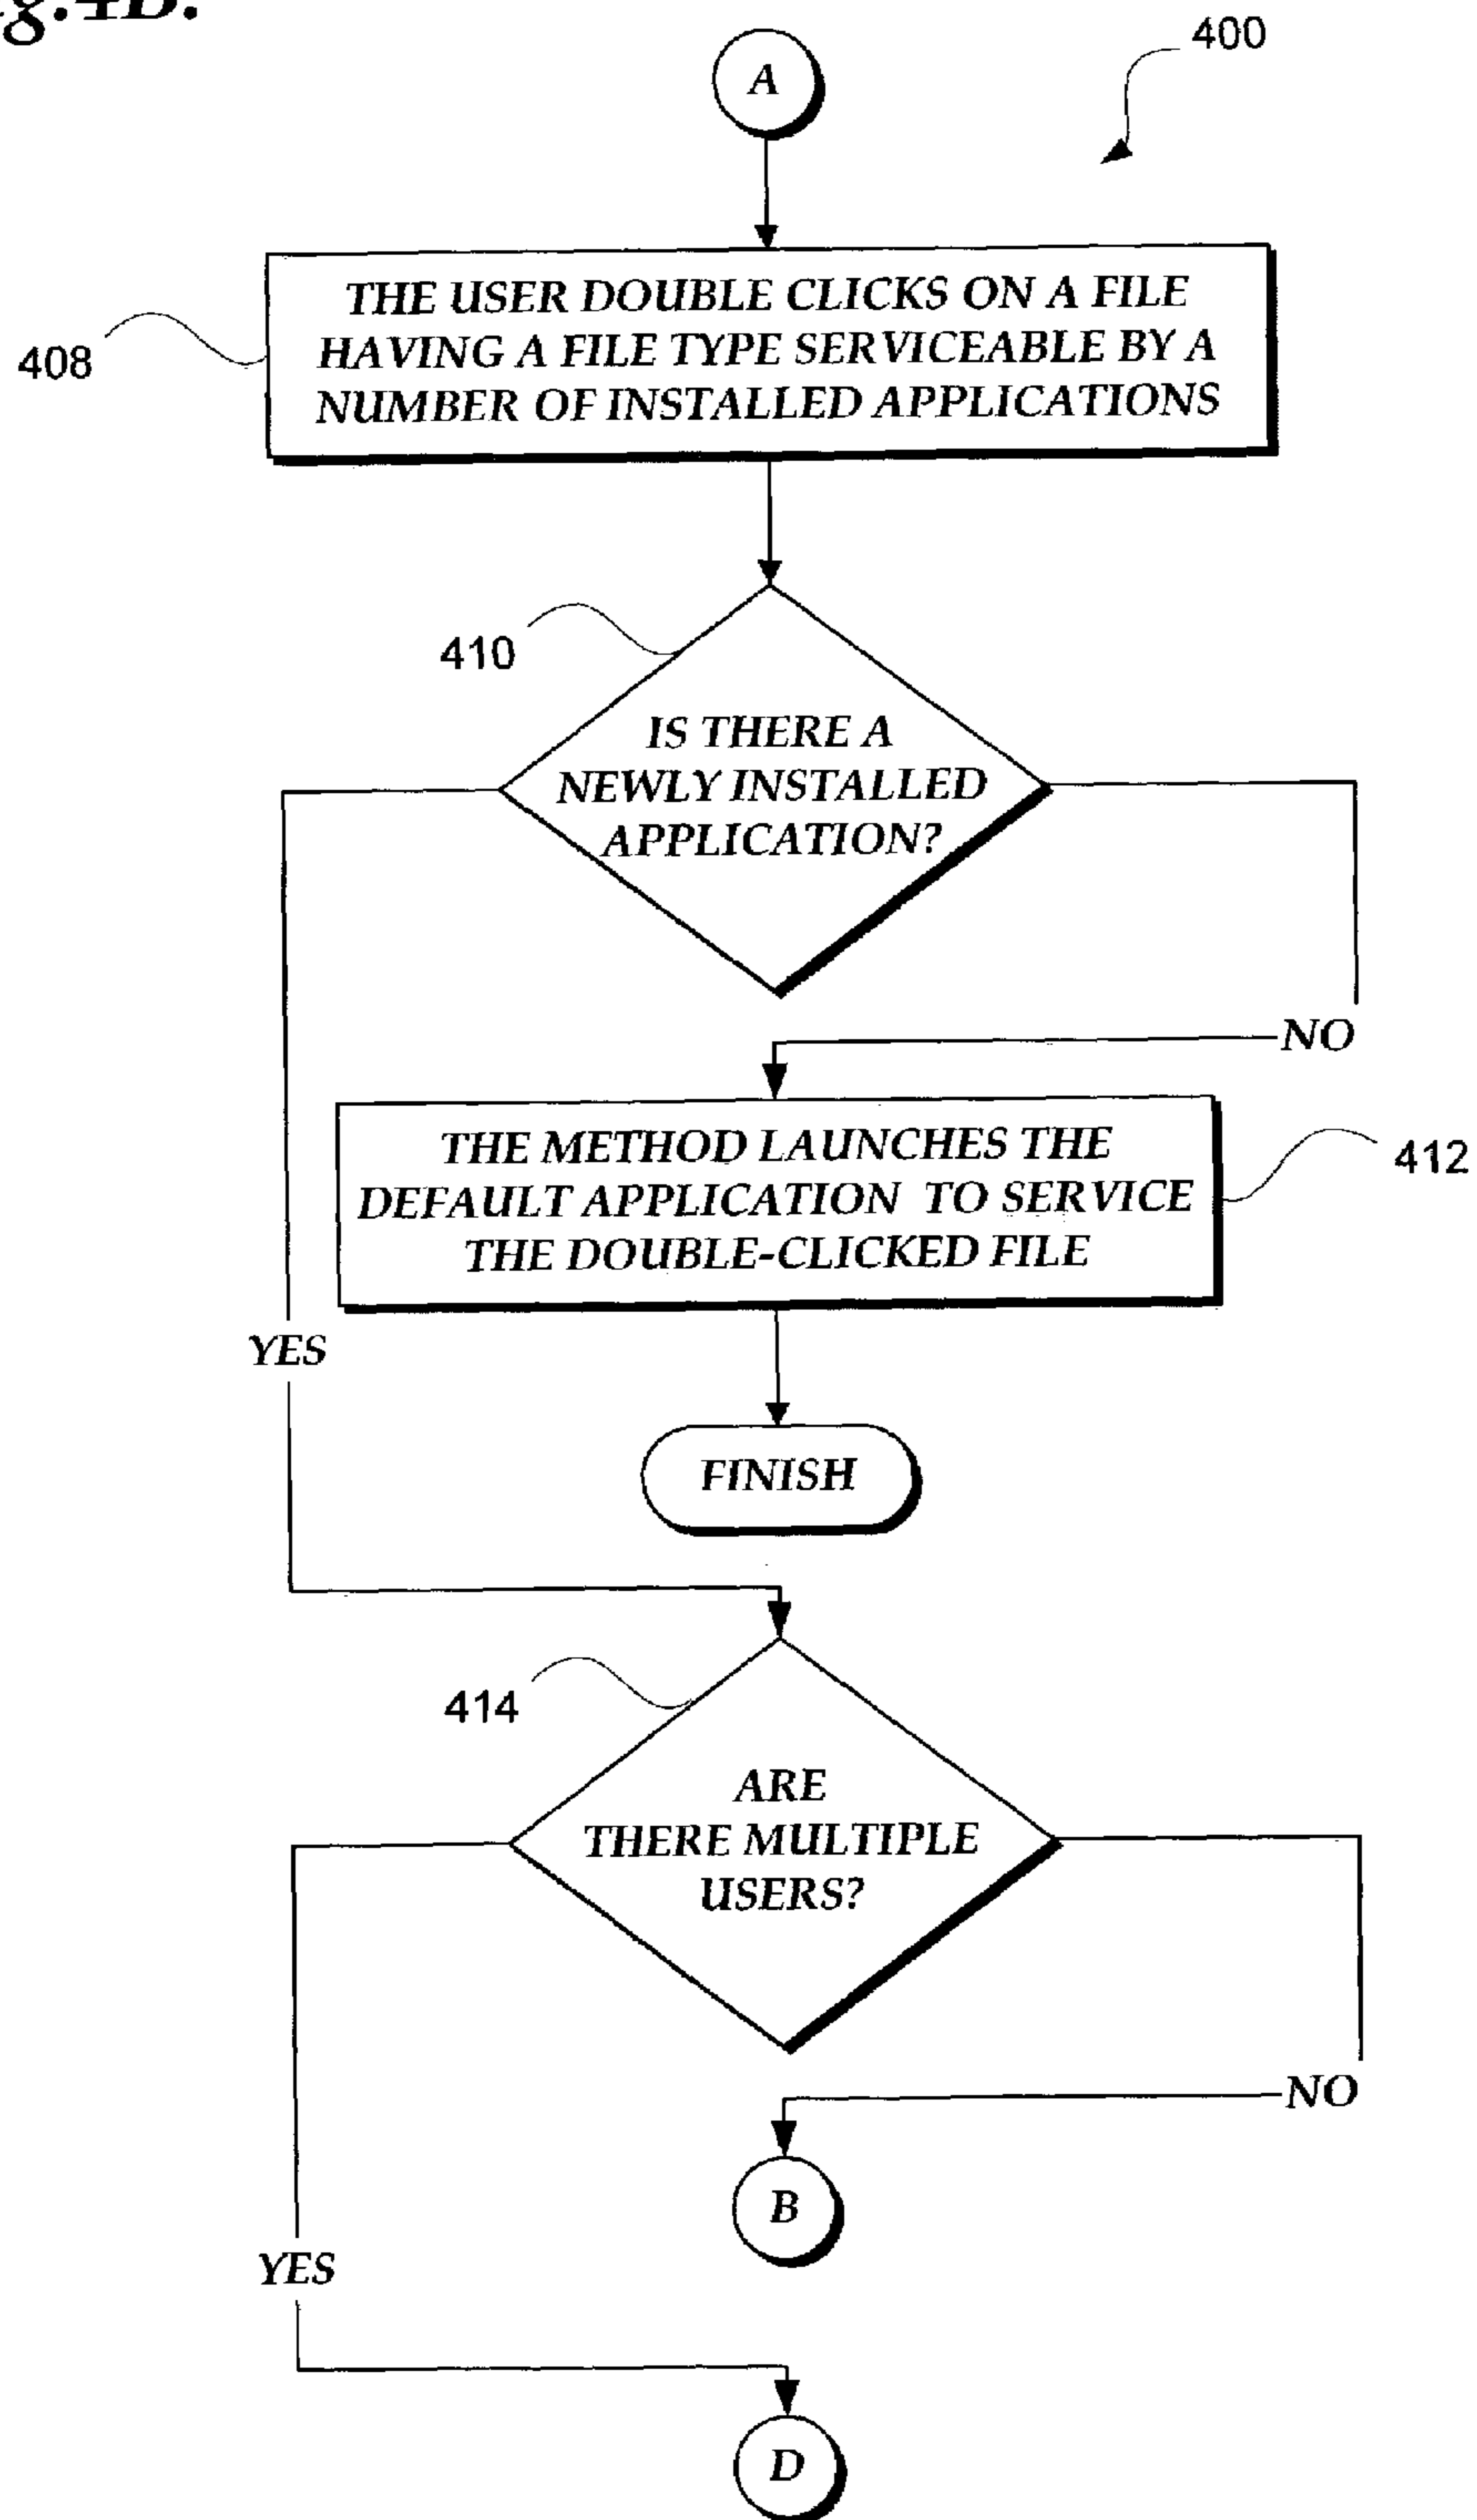 g.4B.
400
A
THE USER DOUBLE CLICKS ON A FILE
HAVING A FILE TYPE SERVICEABLE BY A
NUMBER OF INSTALLED APPLICATIONS
408
410
IS THERE A
NEWLY INSTALLED
APPLICATION?
NO
THE METHOD LAUNCHES THE
DEFAULT APPLICATION TO SERVICE
THE DOUBLE-CLICKED FILE
412
YES
FINISH
414
ARE
THERE MULTIPLE
USERS?
NO
B
YES
D